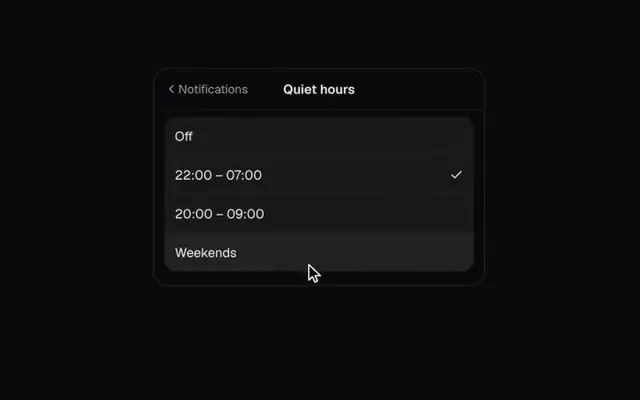 Notifications
Quiet hours
Off
22:00 – 07:00
20:00 – 09:00
Weekends